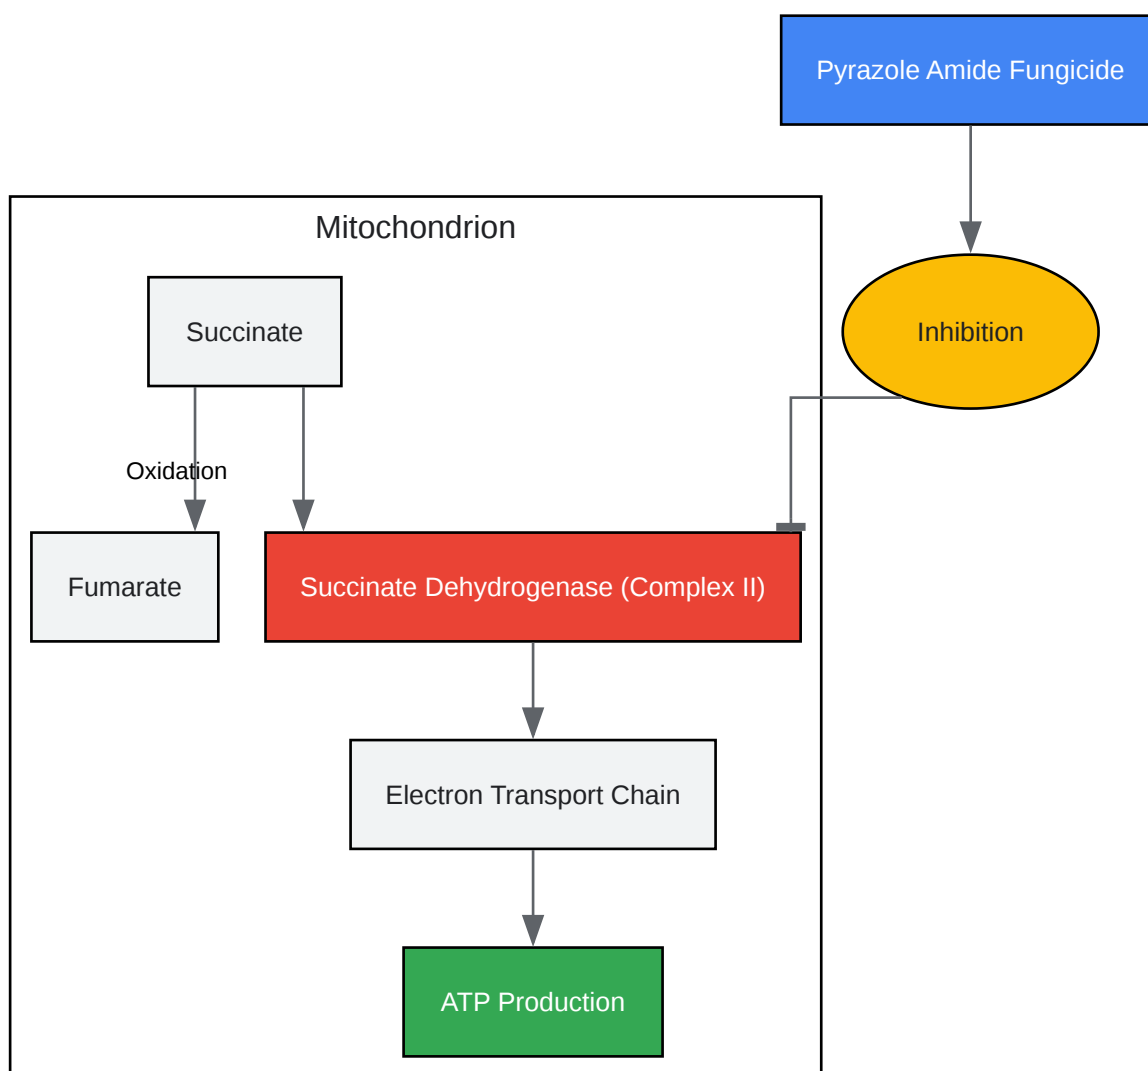 Pyrazole Amide Fungicide
Mitochondrion
Succinate
Inhibition
Oxidation
Fumarate
Succinate Dehydrogenase (Complex II)
Electron Transport Chain
ATP Production